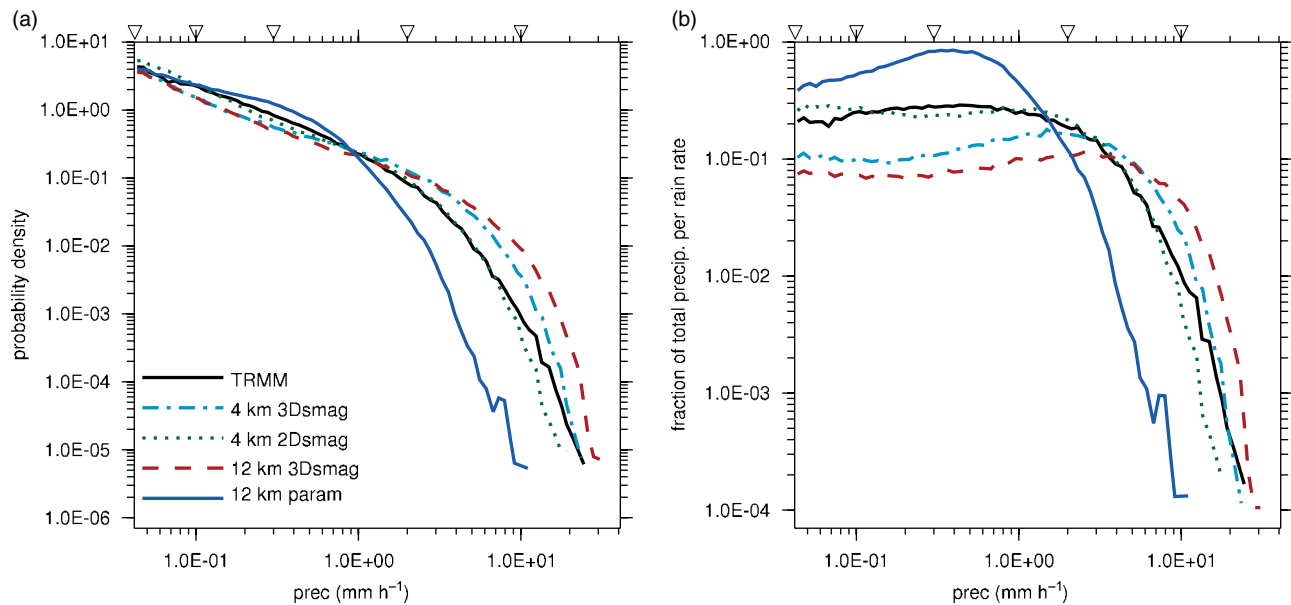 (a)
1.0E+01
1.0E+00
1.0E-01
1.0E-02
1.0E-03
1.0E-04
1.0E-05
1.0E-06
probability density
TRMM
4 km 3Dsmag
4 km 2Dsmag
12 km 3Dsmag
12 km param
1.0E-01 1.0E+00 1.0E+01
prec (mm h⁻¹)
(b)
1.0E+00
1.0E-01
1.0E-02
1.0E-03
1.0E-04
fraction of total precip. per rain rate
1.0E-01 1.0E+00 1.0E+01
prec (mm h⁻¹)